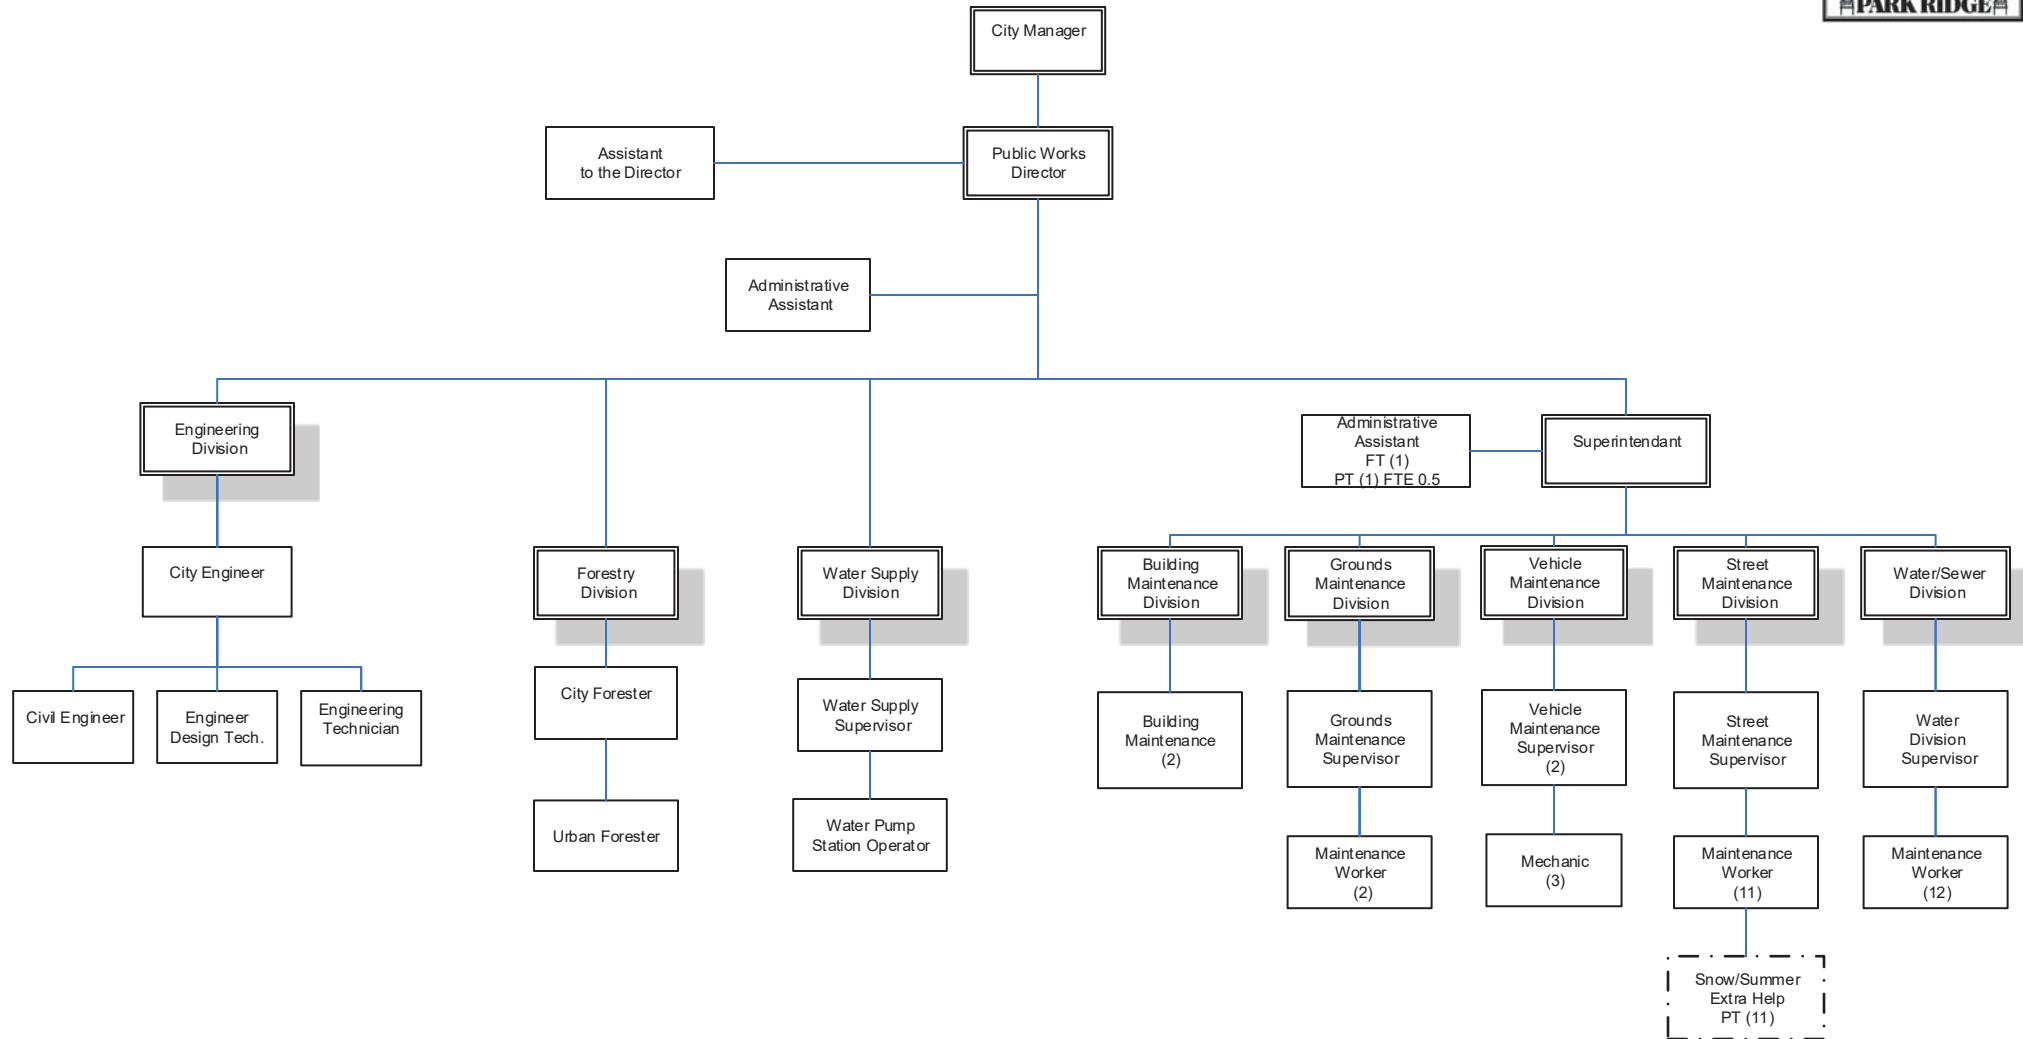 PARK RIDGE
City Manager
Assistant
to the Director
Public Works
Director
Administrative
Assistant
Engineering
Division
Administrative
Assistant
FT (1)
PT (1) FTE 0.5
Superintendant
City Engineer
Forestry
Division
Water Supply
Division
Building
Maintenance
Division
Grounds
Maintenance
Division
Vehicle
Maintenance
Division
Street
Maintenance
Division
Water/Sewer
Division
Civil Engineer
Engineer
Design Tech.
Engineering
Technician
City Forester
Water Supply
Supervisor
Building
Maintenance
(2)
Grounds
Maintenance
Supervisor
Vehicle
Maintenance
Supervisor
(2)
Street
Maintenance
Supervisor
Water
Division
Supervisor
Urban Forester
Water Pump
Station Operator
Maintenance
Worker
(2)
Mechanic
(3)
Maintenance
Worker
(11)
Maintenance
Worker
(12)
Snow/Summer
Extra Help
PT (11)